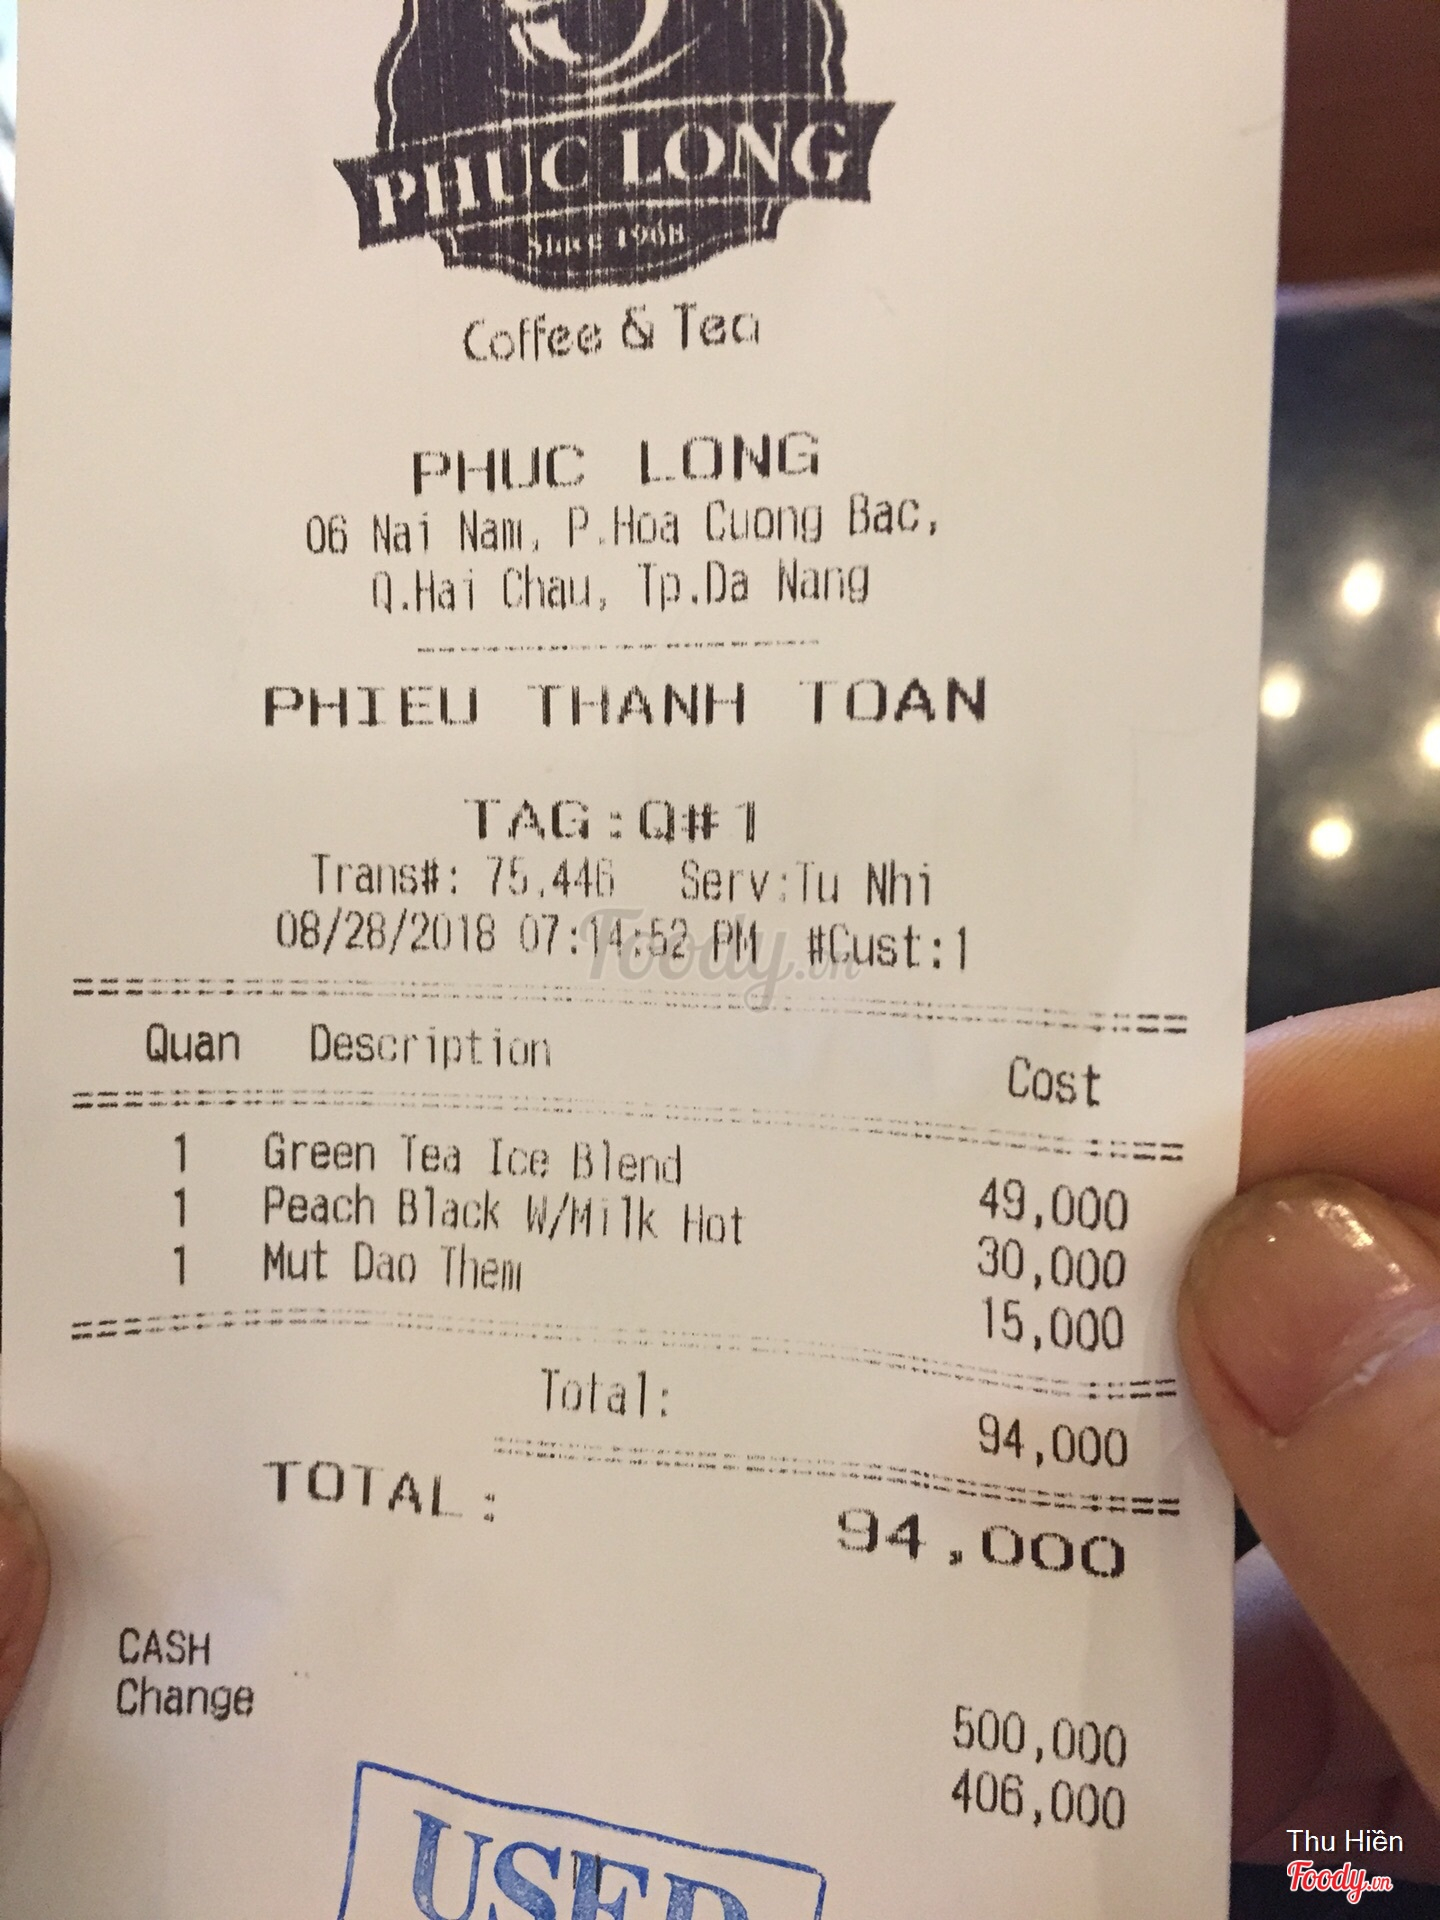 PHUC LONG
Since 1968
Coffee & Tea
PHUC LONG
06 Nai Nam, P.Hoa Cuong Bac,
Q.Hai Chau, Tp.Da Nang
PHIEU THANH TOAN
TAG:Q#1
Trans#: 75,446 Serv:Tu Nhi
08/28/2018 07:14:52 PM #Cust:1
Foody.vn
Quan Description Cost
1 Green Tea Ice Blend 49,000
1 Peach Black W/Milk Hot 30,000
1 Mut Dao Them 15,000
Total: 94,000
TOTAL: 94,000
CASH 500,000
Change 406,000
USED
Thu Hiền
Foody.vn